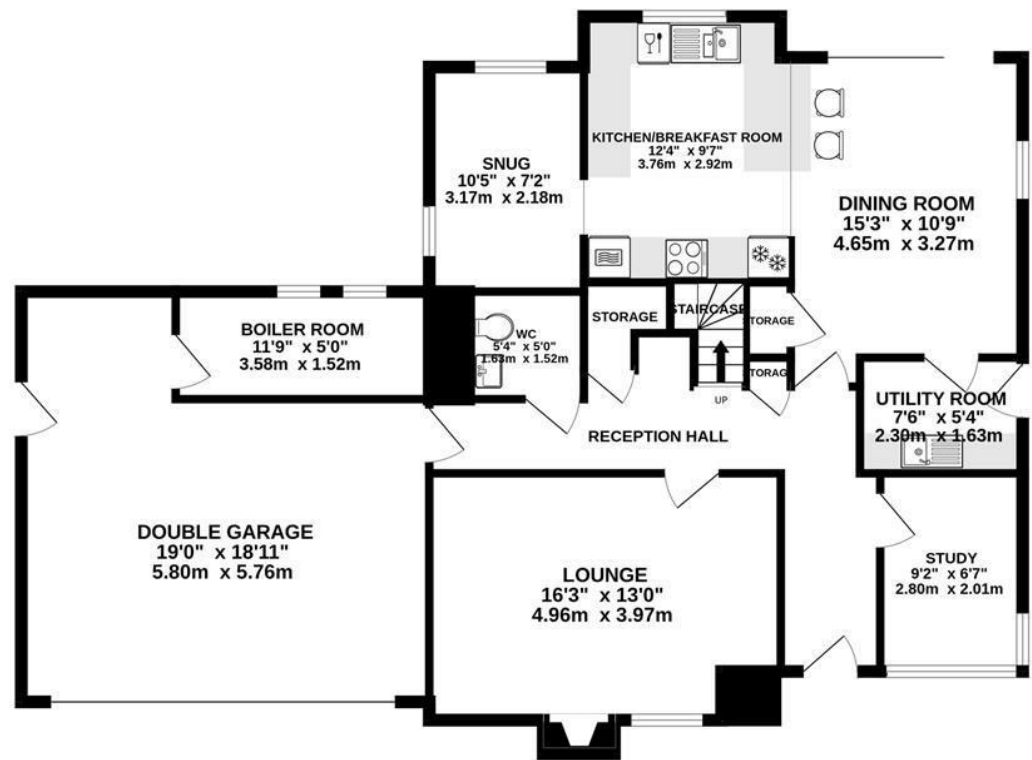 KITCHEN/BREAKFAST ROOM
12'4" x 9'7"
3.76m x 2.92m
SNUG
10'5" x 7'2"
3.17m x 2.18m
DINING ROOM
15'3" x 10'9"
4.65m x 3.27m
BOILER ROOM
11'9" x 5'0"
3.58m x 1.52m
WC
5'4" x 5'0"
1.63m x 1.52m
STORAGE
STAIRCASE
STORAGE
STORAG
UP
UTILITY ROOM
7'6" x 5'4"
2.30m x 1.63m
RECEPTION HALL
DOUBLE GARAGE
19'0" x 18'11"
5.80m x 5.76m
LOUNGE
16'3" x 13'0"
4.96m x 3.97m
STUDY
9'2" x 6'7"
2.80m x 2.01m